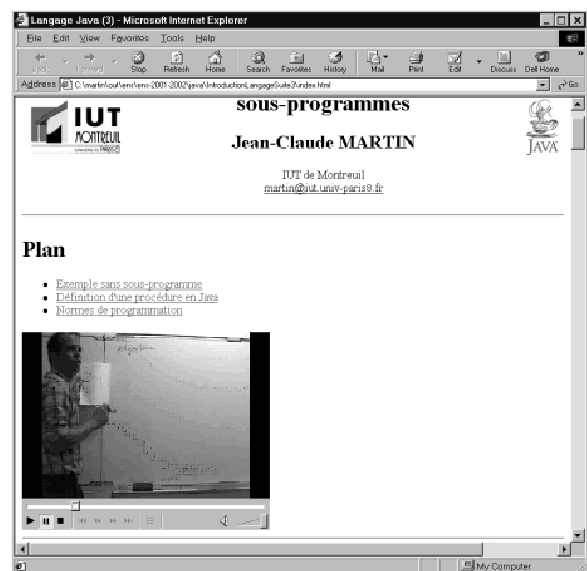 Langage Java (3) - Microsoft Internet Explorer
File Edit View Favorites Tools Help
Back Forward Stop Refresh Home Search Favorites History Mail Print Edit Discuss Dell Home
Address
Go
IUT
MONTREUIL
sous-programmes
JAVA
Jean-Claude MARTIN
IUT de Montreuil
martin@iut.univ-paris8.fr
Plan
Exemple sans sous-programme
Définition d'une procédure en Java
Normes de programmation
My Computer